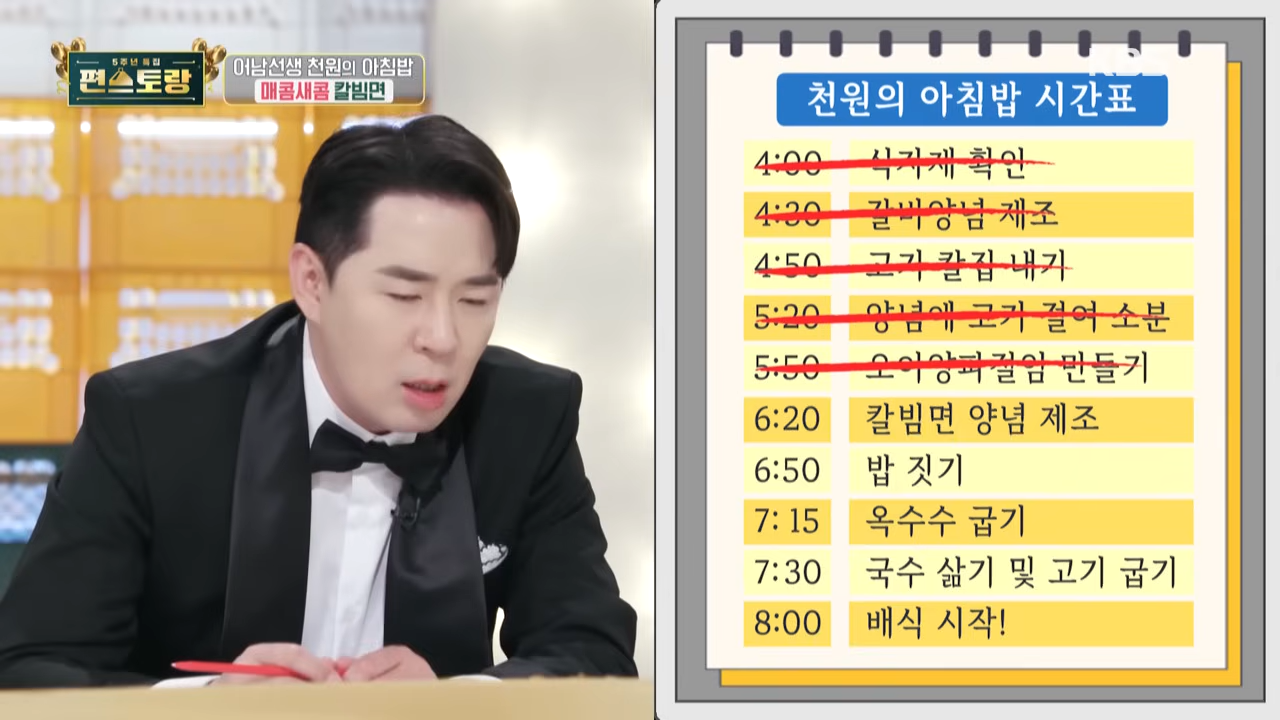 5주년 특집
편스토랑
어남선생 천원의 아침밥
매콤새콤 칼빔면
KBS
천원의 아침밥 시간표
4:00 식자재 확인
4:30 갈비양념 제조
4:50 고기 칼집 내기
5:20 양념에 고기 절여 소분
5:50 오이양파절임 만들기
6:20 칼빔면 양념 제조
6:50 밥 짓기
7:15 옥수수 굽기
7:30 국수 삶기 및 고기 굽기
8:00 배식 시작!